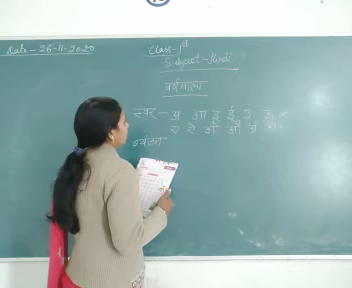 Date - 26-11-2020
Class-1st
Subject - Hindi
वर्णमाला
स्वर - अ आ इ ई उ ऊ
ए ऐ ओ औ अं
व्यंजन